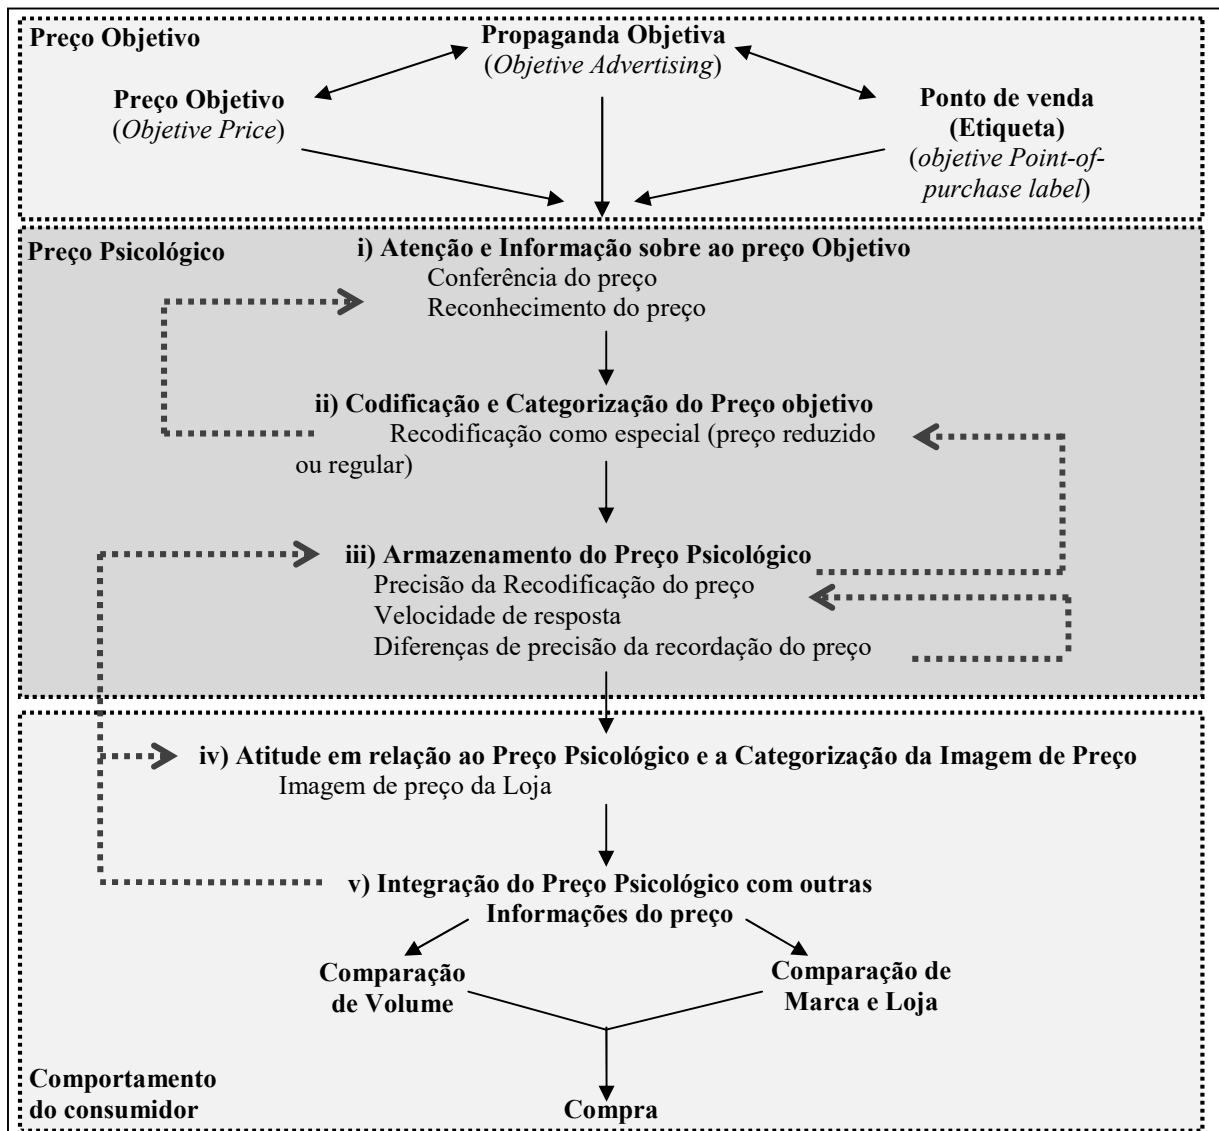 Preço Objetivo
Propaganda Objetiva
(Objetive Advertising)
Preço Objetivo
(Objetive Price)
Ponto de venda
(Etiqueta)
(objetive Point-of-
purchase label)
Preço Psicológico
i) Atenção e Informação sobre ao preço Objetivo
Conferência do preço
Reconhecimento do preço
ii) Codificação e Categorização do Preço objetivo
Recodificação como especial (preço reduzido
ou regular)
iii) Armazenamento do Preço Psicológico
Precisão da Recodificação do preço
Velocidade de resposta
Diferenças de precisão da recordação do preço
iv) Atitude em relação ao Preço Psicológico e a Categorização da Imagem de Preço
Imagem de preço da Loja
v) Integração do Preço Psicológico com outras
Informações do preço
Comparação
de Volume
Comparação de
Marca e Loja
Comportamento
do consumidor
Compra